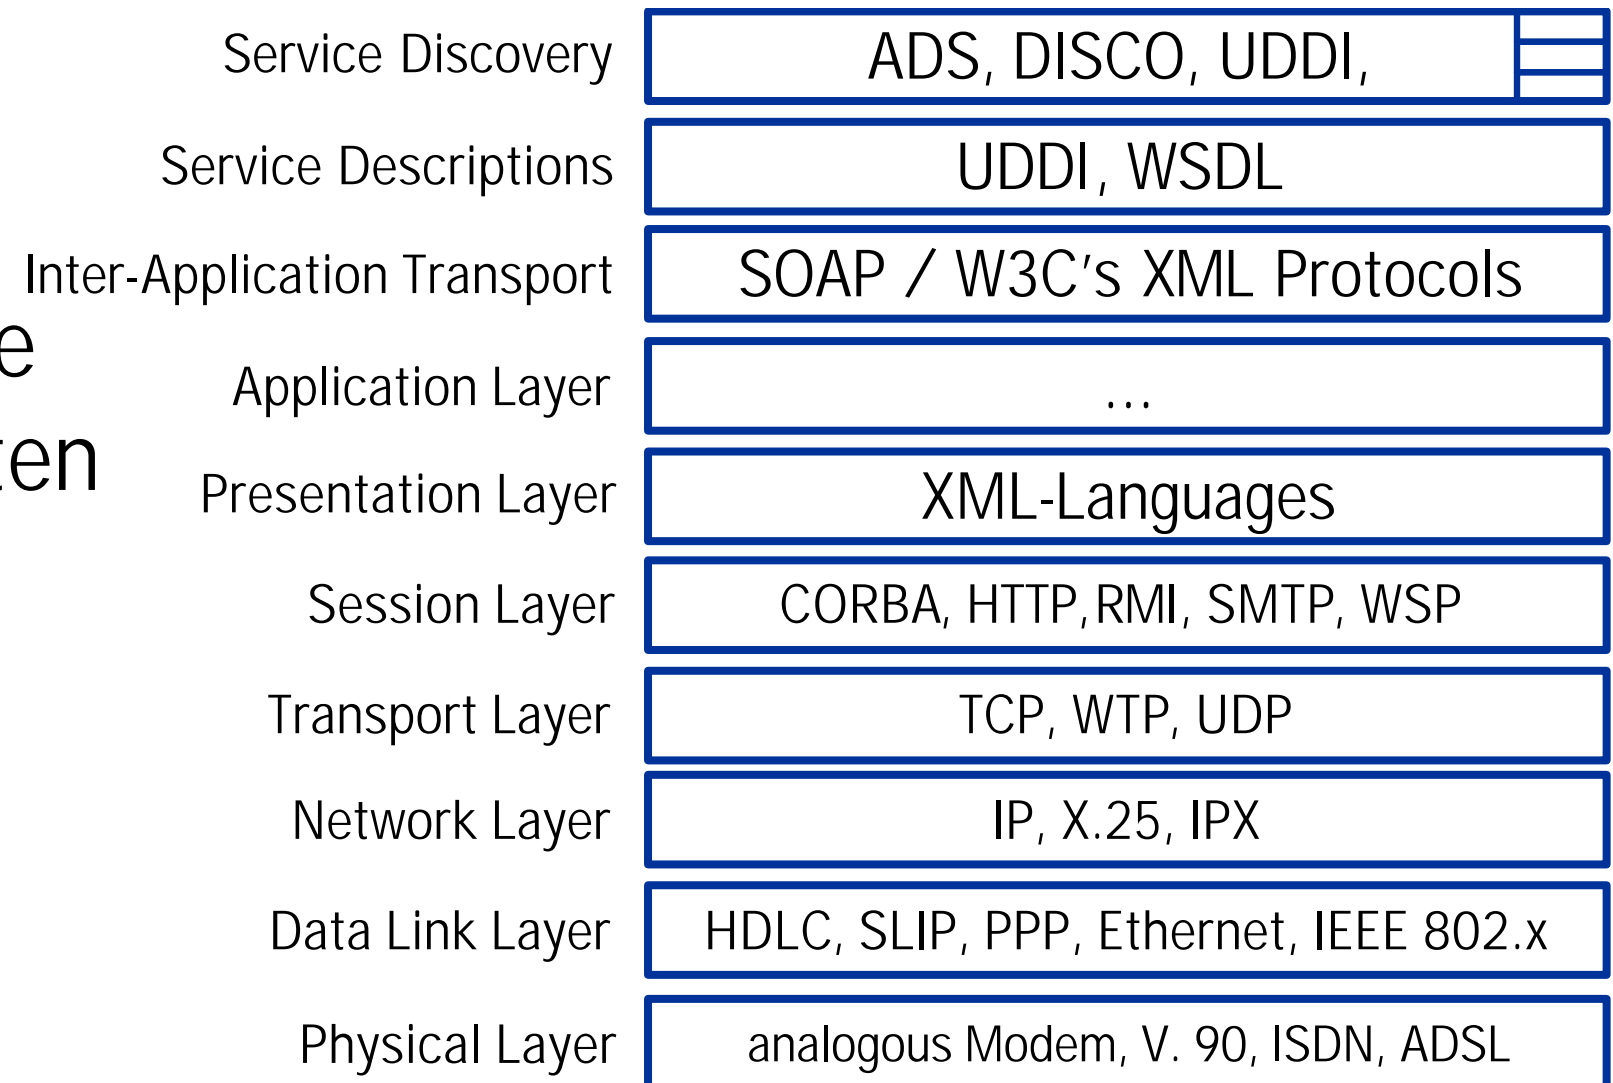 Service Discovery ADS, DISCO, UDDI,
Service Descriptions UDDI, WSDL
Inter-Application Transport SOAP / W3C's XML Protocols
Application Layer ...
Presentation Layer XML-Languages
Session Layer CORBA, HTTP, RMI, SMTP, WSP
Transport Layer TCP, WTP, UDP
Network Layer IP, X.25, IPX
Data Link Layer HDLC, SLIP, PPP, Ethernet, IEEE 802.x
Physical Layer analogous Modem, V. 90, ISDN, ADSL